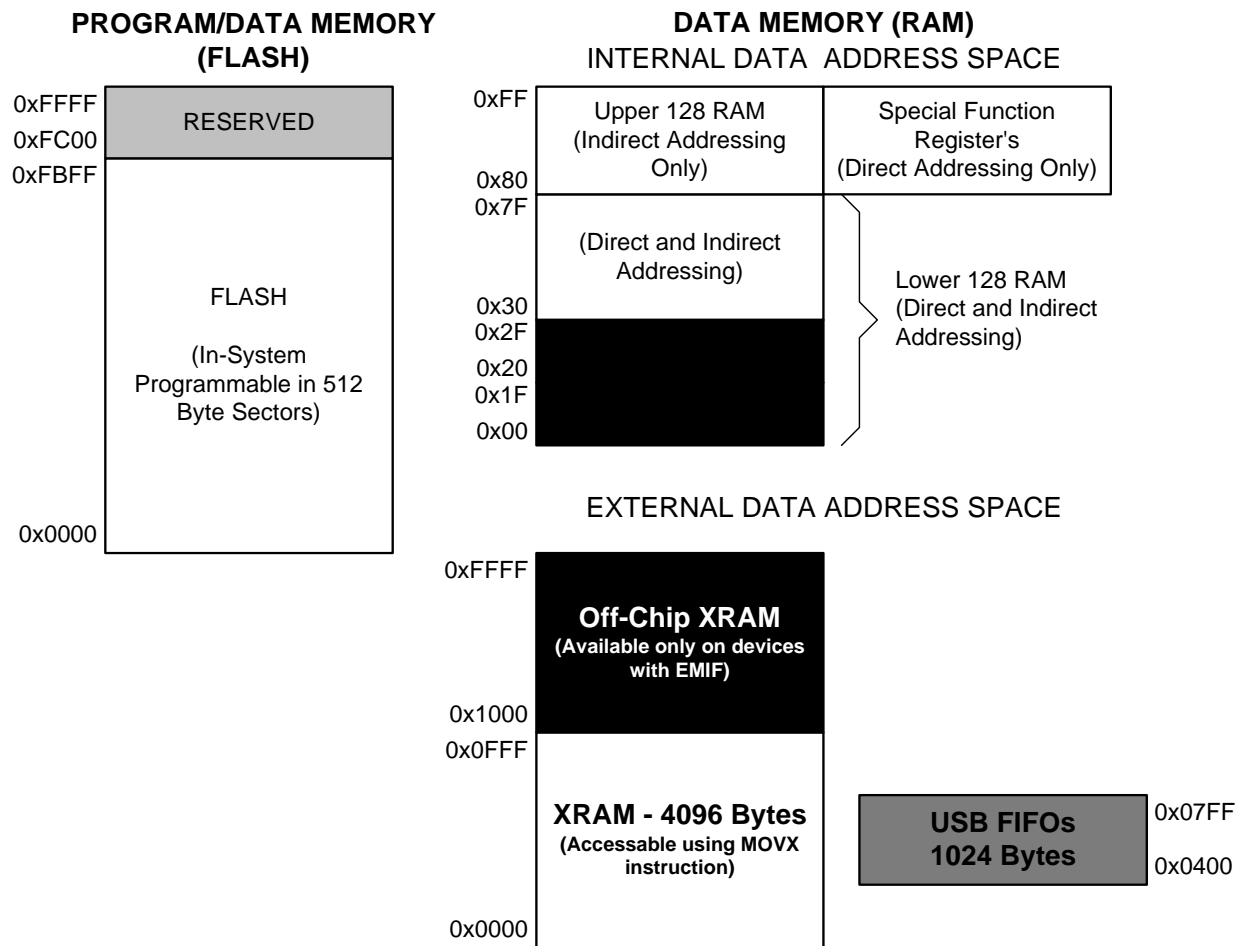 PROGRAM/DATA MEMORY
(FLASH)
0xFFFF
RESERVED
0xFC00
0xFBFF
FLASH
(In-System
Programmable in 512
Byte Sectors)
0x0000
DATA MEMORY (RAM)
INTERNAL DATA ADDRESS SPACE
0xFF
Upper 128 RAM
(Indirect Addressing
Only)
0x80
Special Function
Register's
(Direct Addressing Only)
0x7F
(Direct and Indirect
Addressing)
0x30
0x2F
0x20
0x1F
0x00
Lower 128 RAM
(Direct and Indirect
Addressing)
EXTERNAL DATA ADDRESS SPACE
0xFFFF
Off-Chip XRAM
(Available only on devices
with EMIF)
0x1000
0x0FFF
XRAM - 4096 Bytes
(Accessable using MOVX
instruction)
0x0000
USB FIFOs
1024 Bytes
0x07FF
0x0400